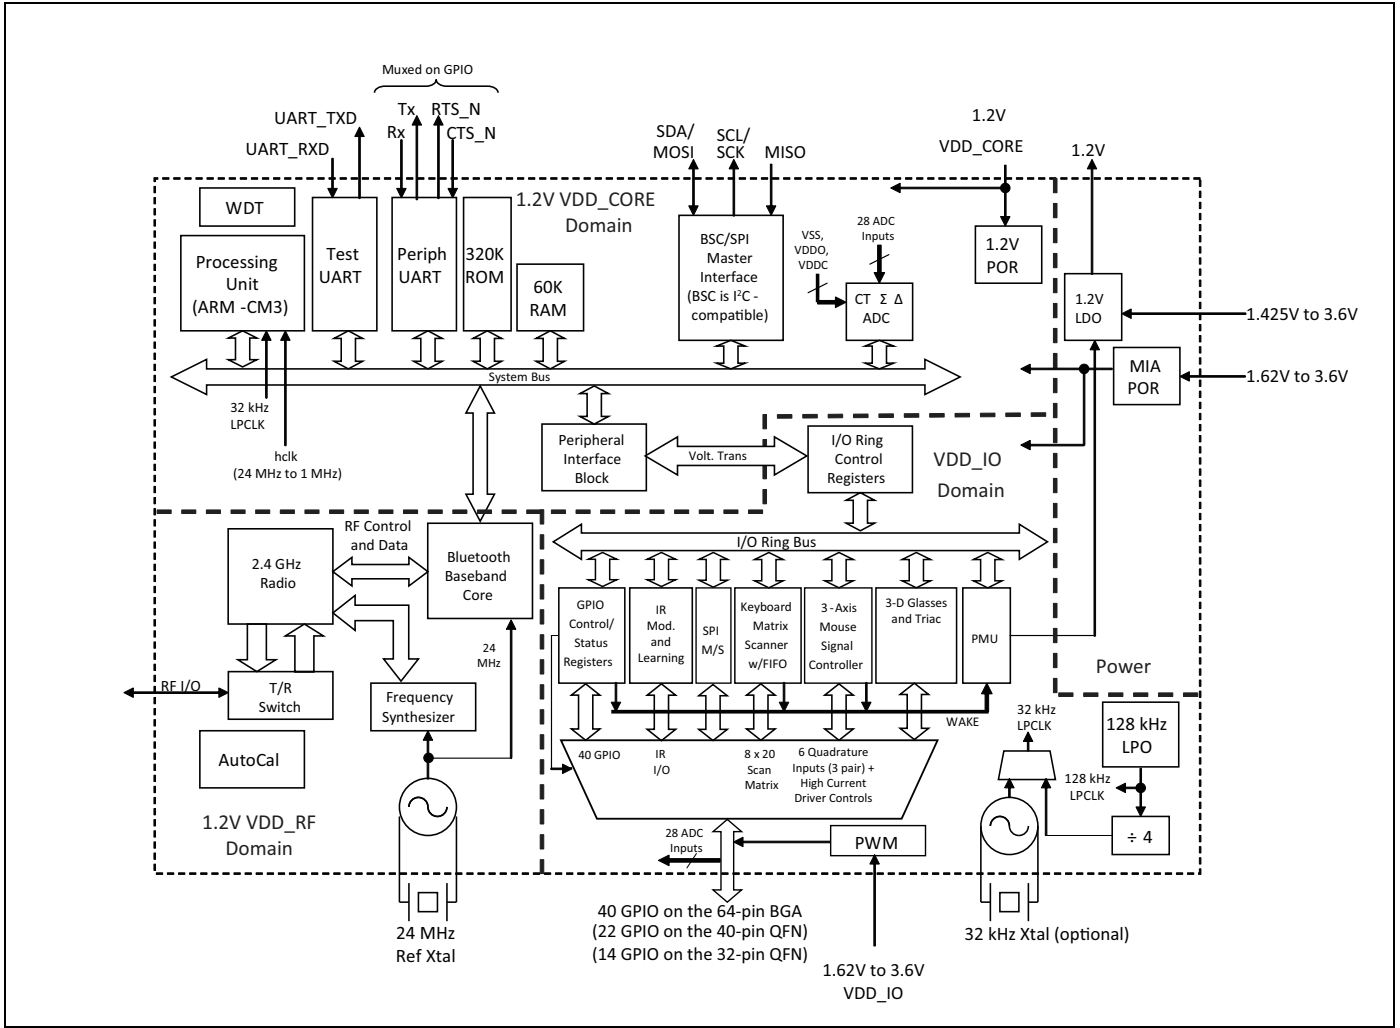 Muxed on GPIO
Tx
RTS_N
UART_TXD
Rx
CTS_N
UART_RXD
SDA/
MOSI
SCL/
SCK
MISO
1.2V
VDD_CORE
1.2V
WDT
1.2V VDD_CORE
Domain
Processing
Unit
(ARM -CM3)
Test
UART
Periph
UART
320K
ROM
60K
RAM
BSC/SPI
Master
Interface
(BSC is I²C -
compatible)
VSS,
VDDO,
VDDC
28 ADC
Inputs
CT Σ Δ
ADC
1.2V
POR
1.2V
LDO
1.425V to 3.6V
MIA
POR
1.62V to 3.6V
System Bus
32 kHz
LPCLK
hclk
(24 MHz to 1 MHz)
Peripheral
Interface
Block
Volt. Trans
I/O Ring
Control
Registers
VDD_IO
Domain
RF Control
and Data
2.4 GHz
Radio
Bluetooth
Baseband
Core
I/O Ring Bus
GPIO
Control/
Status
Registers
IR
Mod.
and
Learning
SPI
M/S
Keyboard
Matrix
Scanner
w/FIFO
3-Axis
Mouse
Signal
Controller
3-D Glasses
and Triac
PMU
24
MHz
Power
RF I/O
T/R
Switch
Frequency
Synthesizer
WAKE
32 kHz
LPCLK
128 kHz
LPO
AutoCal
40 GPIO
IR
I/O
8 x 20
Scan
Matrix
6 Quadrature
Inputs (3 pair) +
High Current
Driver Controls
128 kHz
LPCLK
1.2V VDD_RF
Domain
28 ADC
Inputs
PWM
÷ 4
24 MHz
Ref Xtal
40 GPIO on the 64-pin BGA
(22 GPIO on the 40-pin QFN)
(14 GPIO on the 32-pin QFN)
32 kHz Xtal (optional)
1.62V to 3.6V
VDD_IO